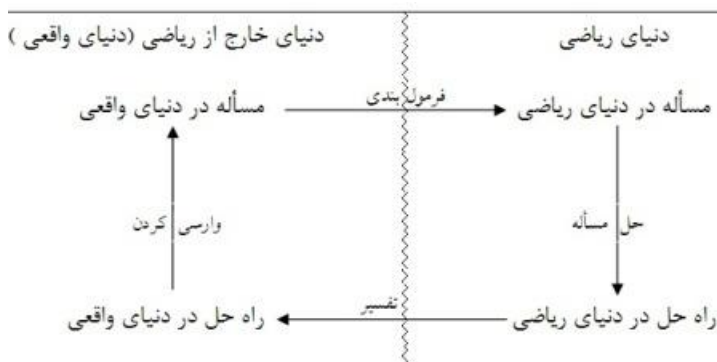 دنیای ریاضی
دنیای خارج از ریاضی (دنیای واقعی )
مسأله در دنیای ریاضی
فرمول بندی
مسأله در دنیای واقعی
حل مسأله
وارسی کردن
راه حل در دنیای ریاضی
تفسیر
راه حل در دنیای واقعی